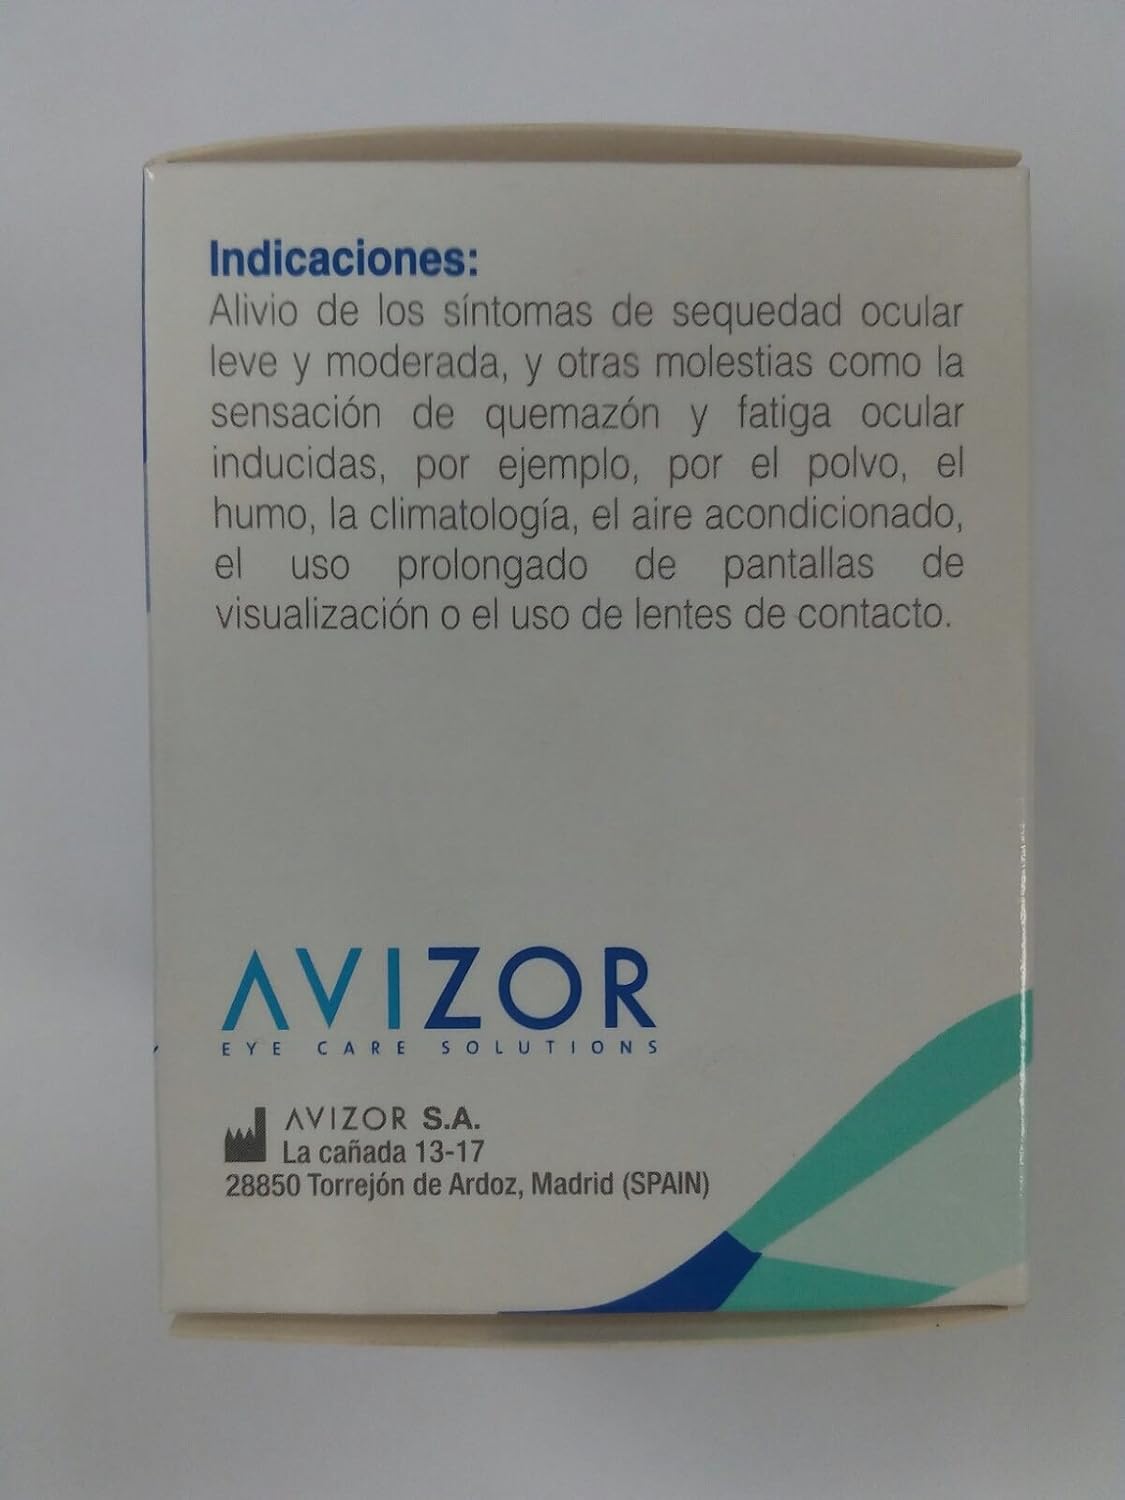 Indicaciones:
Alivio de los síntomas de sequedad ocular
leve y moderada, y otras molestias como la
sensación de quemazón y fatiga ocular
inducidas, por ejemplo, por el polvo, el
humo, la climatología, el aire acondicionado,
el uso prolongado de pantallas de
visualización o el uso de lentes de contacto.
AVIZOR
EYE CARE SOLUTIONS
AVIZOR S.A.
La cañada 13-17
28850 Torrejón de Ardoz, Madrid (SPAIN)